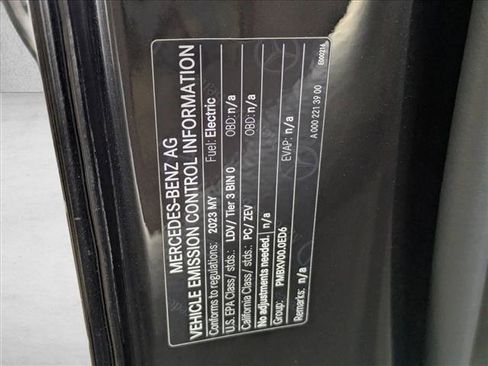 MERCEDES-BENZ AG
VEHICLE EMISSION CONTROL INFORMATION
Conforms to regulations: 2023 MY Fuel: Electric
U.S. EPA Class/ stds.: LDV/ Tier 3 BIN 0 OBD: n/a
California Class/ stds.: PC/ ZEV OBD: n/a
No adjustments needed. n/a
Group: PMBXV00.0ED6 EVAP: n/a
Remarks: n/a
A 000 221 39 00
E000216